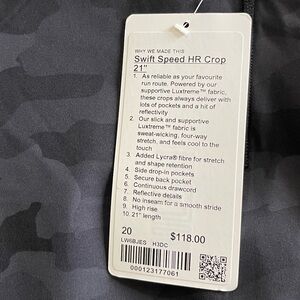 WHY WE MADE THIS
Swift Speed HR Crop
21"
1. As reliable as your favourite
run route. Powered by our
supportive Luxtreme™ fabric,
these crops always deliver with
lots of pockets and a hit of
reflectivity
2. Our slick and supportive
Luxtreme™ fabric is
sweat-wicking, four-way
stretch, and feels cool to the
touch
3. Added Lycra® fibre for stretch
and shape retention
4. Side drop-in pockets
5. Secure back pocket
6. Continuous drawcord
7. Reflective details
8. No inseam for a smooth stride
9. High rise
10. 21" length
20 $118.00
LW6BJES H3DC
000123177061